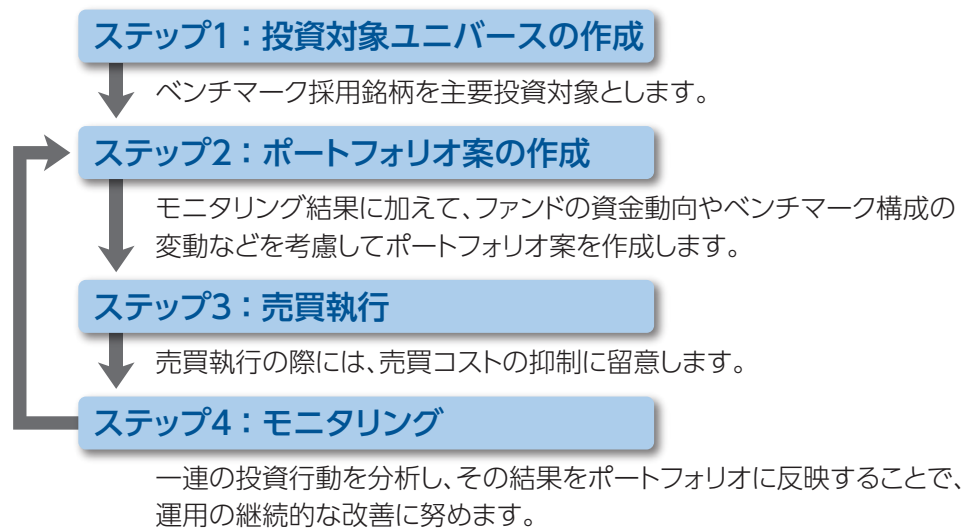 ステップ1：投資対象ユニバースの作成
ベンチマーク採用銘柄を主要投資対象とします。
ステップ2：ポートフォリオ案の作成
モニタリング結果に加えて、ファンドの資金動向やベンチマーク構成の
変動などを考慮してポートフォリオ案を作成します。
ステップ3：売買執行
売買執行の際には、売買コストの抑制に留意します。
ステップ4：モニタリング
一連の投資行動を分析し、その結果をポートフォリオに反映することで、
運用の継続的な改善に努めます。